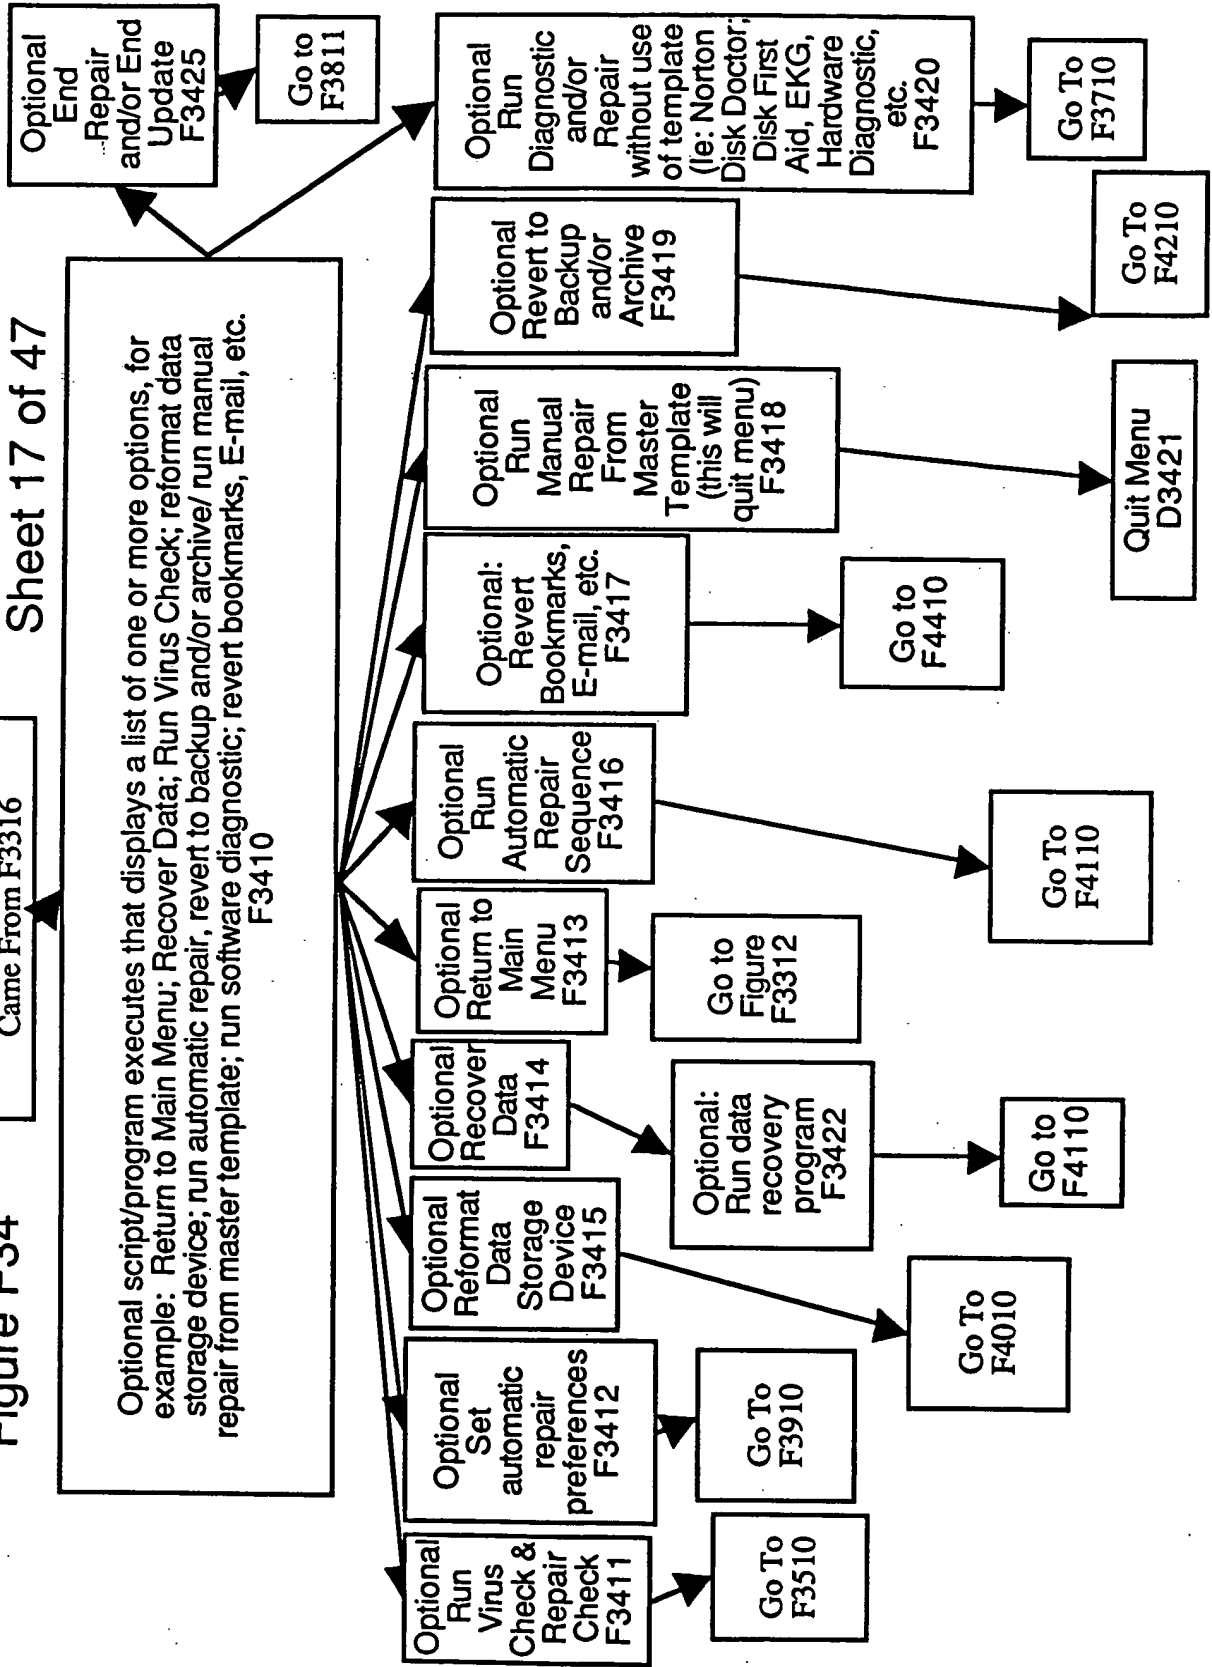 Figure F34
Sheet 17 of 47
Came From F3316
Optional script/program executes that displays a list of one or more options, for
example: Return to Main Menu; Recover Data; Run Virus Check; reformat data
storage device; run automatic repair, revert to backup and/or archive/ run manual
repair from master template; run software diagnostic; revert bookmarks, E-mail, etc.
F3410
Optional
End
Repair
and/or End
Update
F3425
Go to
F3811
Optional
Run
Virus
Check &
Repair
Check
F3411
Go To
F3510
Optional
Set
automatic
repair
preferences
F3412
Go To
F3910
Optional
Reformat
Data
Storage
Device
F3415
Go To
F4010
Optional
Recover
Data
F3414
Optional:
Run data
recovery
program
F3422
Go to
F4110
Optional
Return to
Main
Menu
F3413
Go to
Figure
F3312
Optional
Run
Automatic
Repair
Sequence
F3416
Go To
F4110
Optional:
Revert
Bookmarks,
E-mail, etc.
F3417
Go to
F4410
Optional
Run
Manual
Repair
From
Master
Template
(this will
quit menu)
F3418
Quit Menu
D3421
Optional
Revert to
Backup
and/or
Archive
F3419
Go To
F4210
Optional
Run
Diagnostic
and/or
Repair
without use
of template
(Ie: Norton
Disk Doctor;
Disk First
Aid, EKG,
Hardware
Diagnostic,
etc.
F3420
Go To
F3710